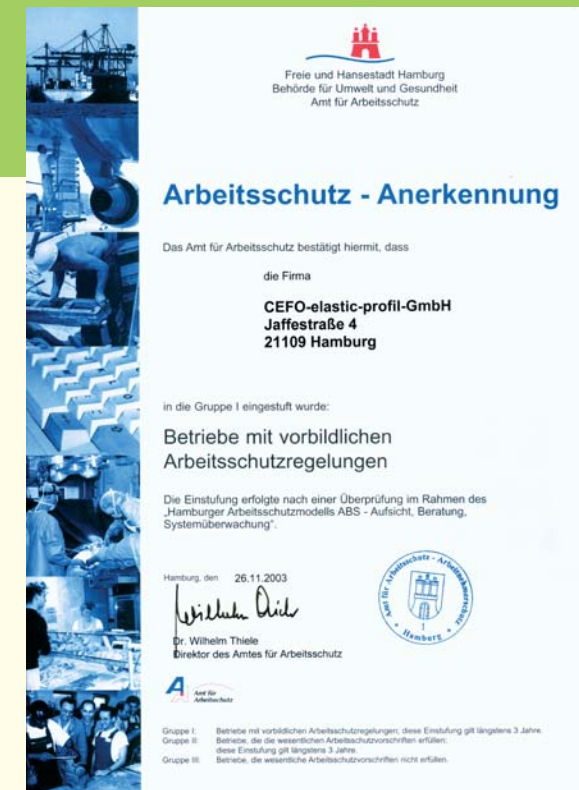 Freie und Hansestadt Hamburg
Behörde für Umwelt und Gesundheit
Amt für Arbeitsschutz
Arbeitsschutz - Anerkennung
Das Amt für Arbeitsschutz bestätigt hiermit, dass
die Firma
CEFO-elastic-profil-GmbH
Jaffestraße 4
21109 Hamburg
in die Gruppe I eingestuft wurde:
Betriebe mit vorbildlichen
Arbeitsschutzregelungen
Die Einstufung erfolgte nach einer Überprüfung im Rahmen des
„Hamburger Arbeitsschutzmodells ABS - Aufsicht, Beratung,
Systemüberwachung".
Hamburg, den 26.11.2003
Amt für Arbeitsschutz - Arbeitnehmerschutz
1
Hamburg
Dr. Wilhelm Thiele
Direktor des Amtes für Arbeitsschutz
Amt für
Arbeitsschutz
Gruppe I: Betriebe mit vorbildlichen Arbeitsschutzregelungen; diese Einstufung gilt längstens 3 Jahre.
Gruppe II: Betriebe, die die wesentlichen Arbeitsschutzvorschriften erfüllen;
diese Einstufung gilt längstens 3 Jahre.
Gruppe III: Betriebe, die wesentliche Arbeitsschutzvorschriften nicht erfüllen.